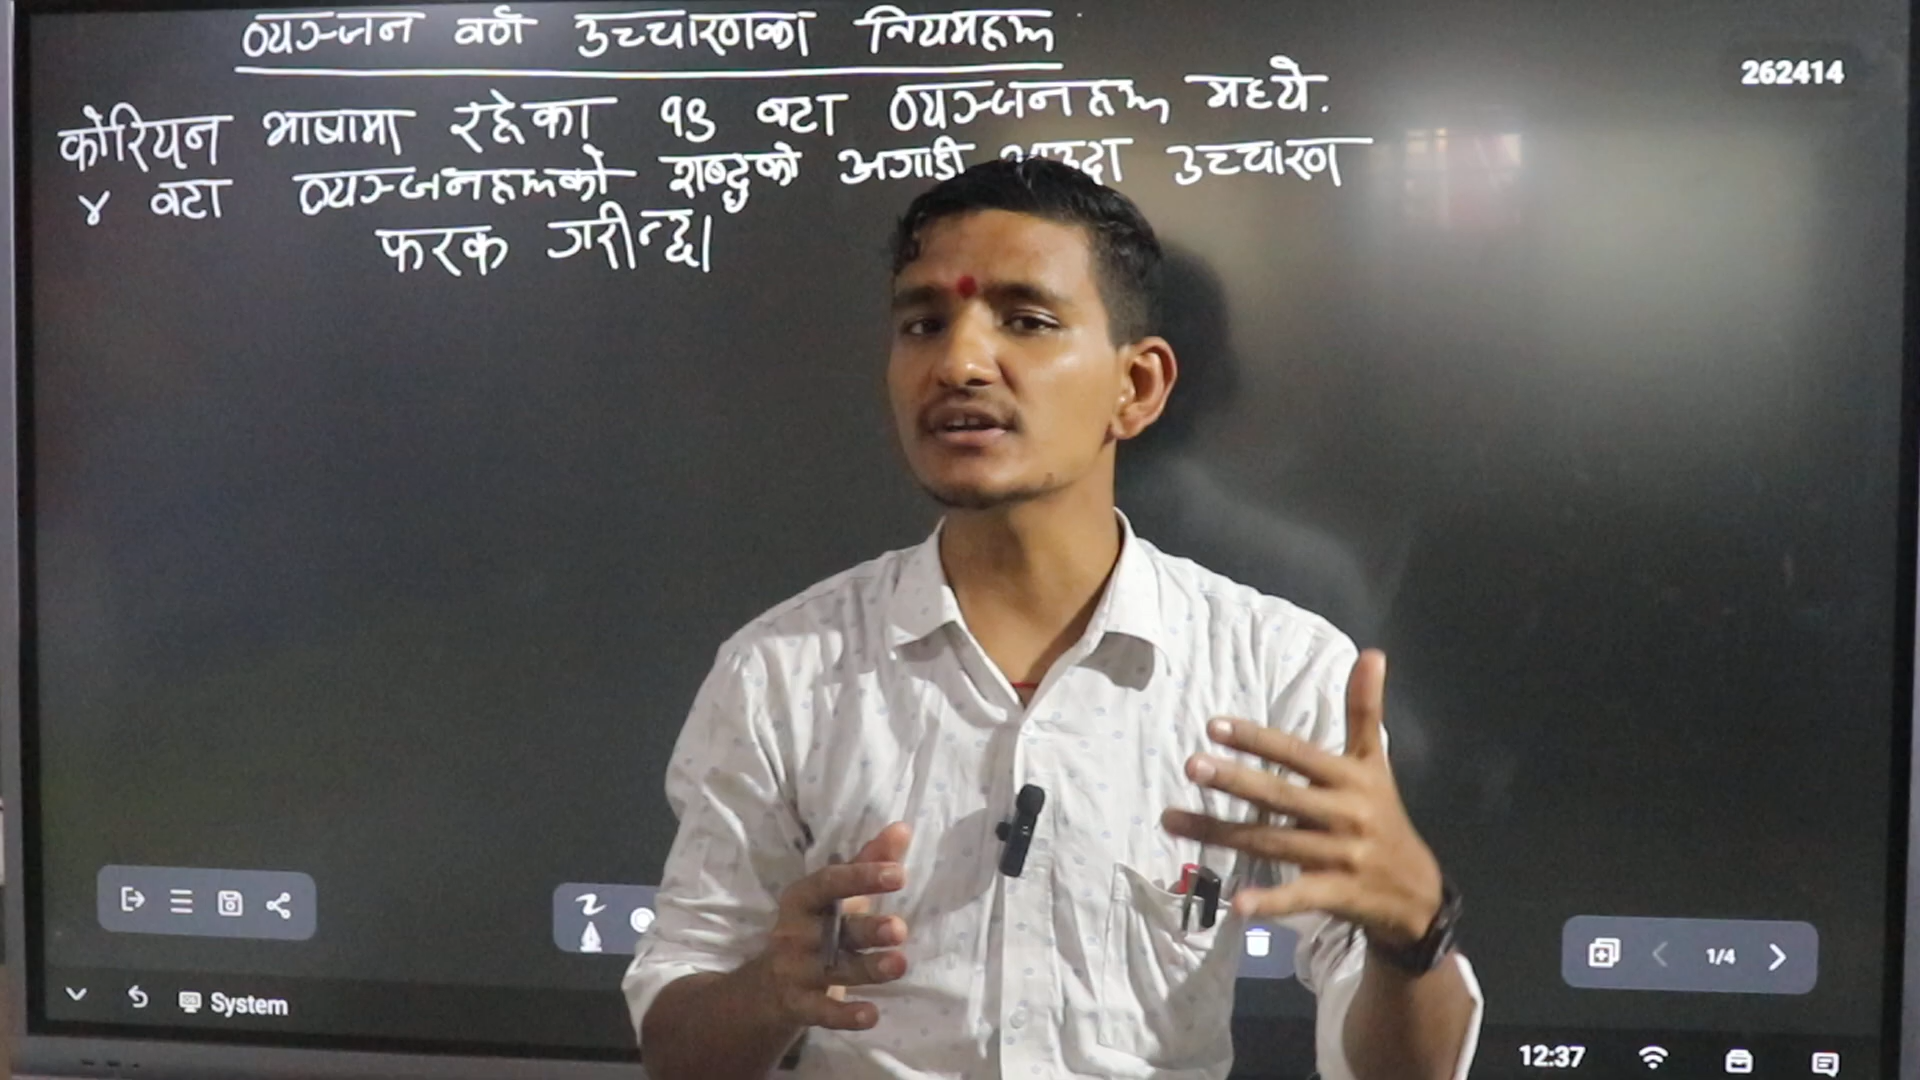 व्यञ्जन वर्ण उच्चारणका नियमहरू
262414
कोरियन भाषामा रहेका १९ वटा व्यञ्जनहरू मध्ये.
४ वटा व्यञ्जनहरूको शब्दको अगाडी उच्चारण
फरक गरीन्छ।
1/4
System
12:37